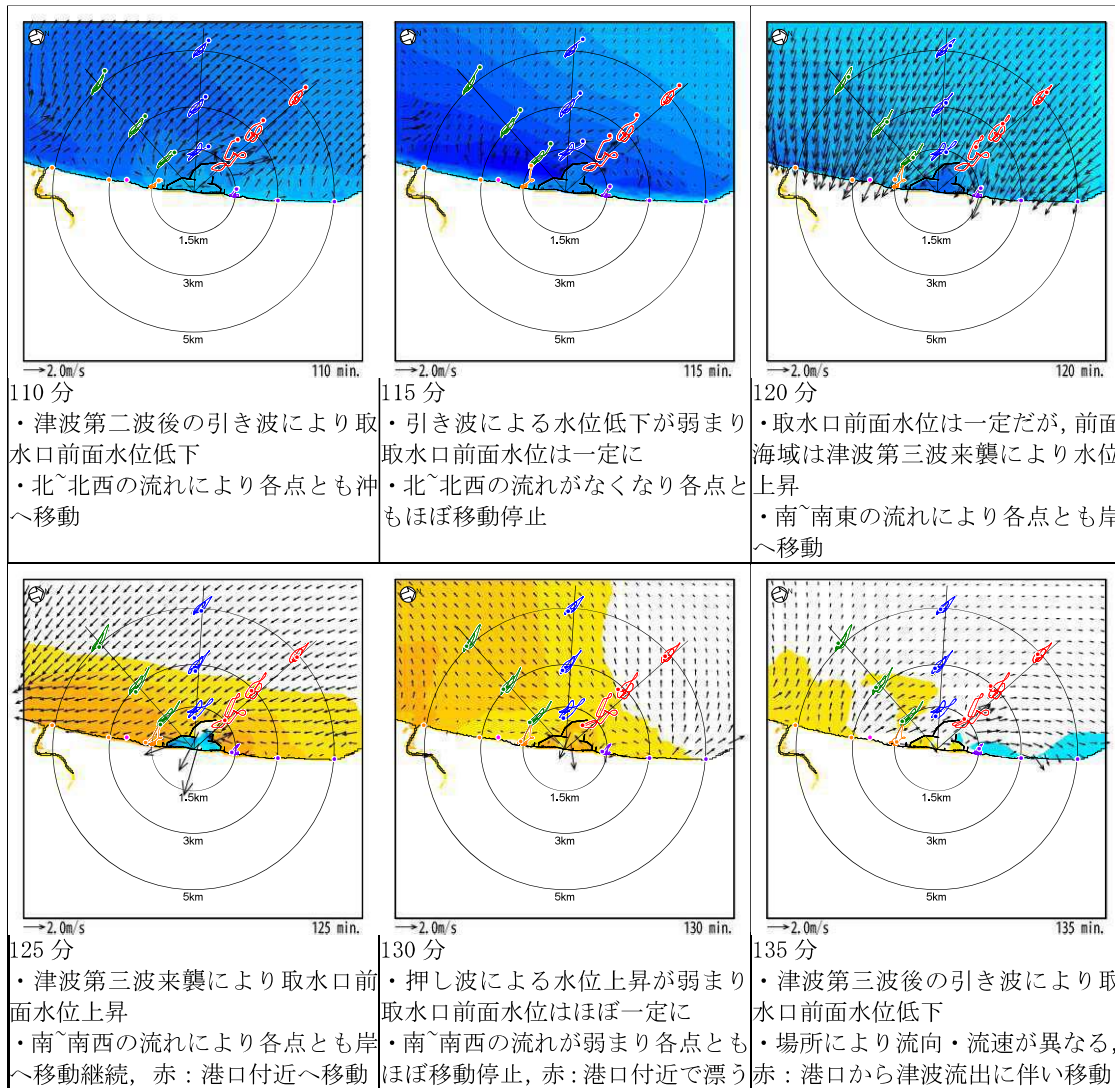 1.5km
3km
5km
→2.0m/s 110 min.
110 分
・津波第二波後の引き波により取
水口前面水位低下
・北~北西の流れにより各点とも沖
へ移動
1.5km
3km
5km
→2.0m/s 115 min.
115 分
・引き波による水位低下が弱まり
取水口前面水位は一定に
・北~北西の流れがなくなり各点と
もほぼ移動停止
1.5km
3km
5km
→2.0m/s 120 min.
120 分
・取水口前面水位は一定だが,前面
海域は津波第三波来襲により水位
上昇
・南~南東の流れにより各点とも岸
へ移動
1.5km
3km
5km
→2.0m/s 125 min.
125 分
・津波第三波来襲により取水口前
面水位上昇
・南~南西の流れにより各点とも岸
へ移動継続, 赤:港口付近へ移動
1.5km
3km
5km
→2.0m/s 130 min.
130 分
・押し波による水位上昇が弱まり
取水口前面水位はほぼ一定に
・南~南西の流れが弱まり各点とも
ほぼ移動停止, 赤:港口付近で漂う
1.5km
3km
5km
→2.0m/s 135 min.
135 分
・津波第三波後の引き波により取
水口前面水位低下
・場所により流向・流速が異なる,
赤:港口から津波流出に伴い移動